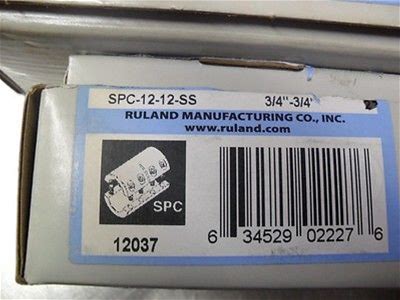 SPC-12-12-SS 3/4"-3/4"
RULAND MANUFACTURING CO., INC.
www.ruland.com
SPC
12037
6 34529 02227 6